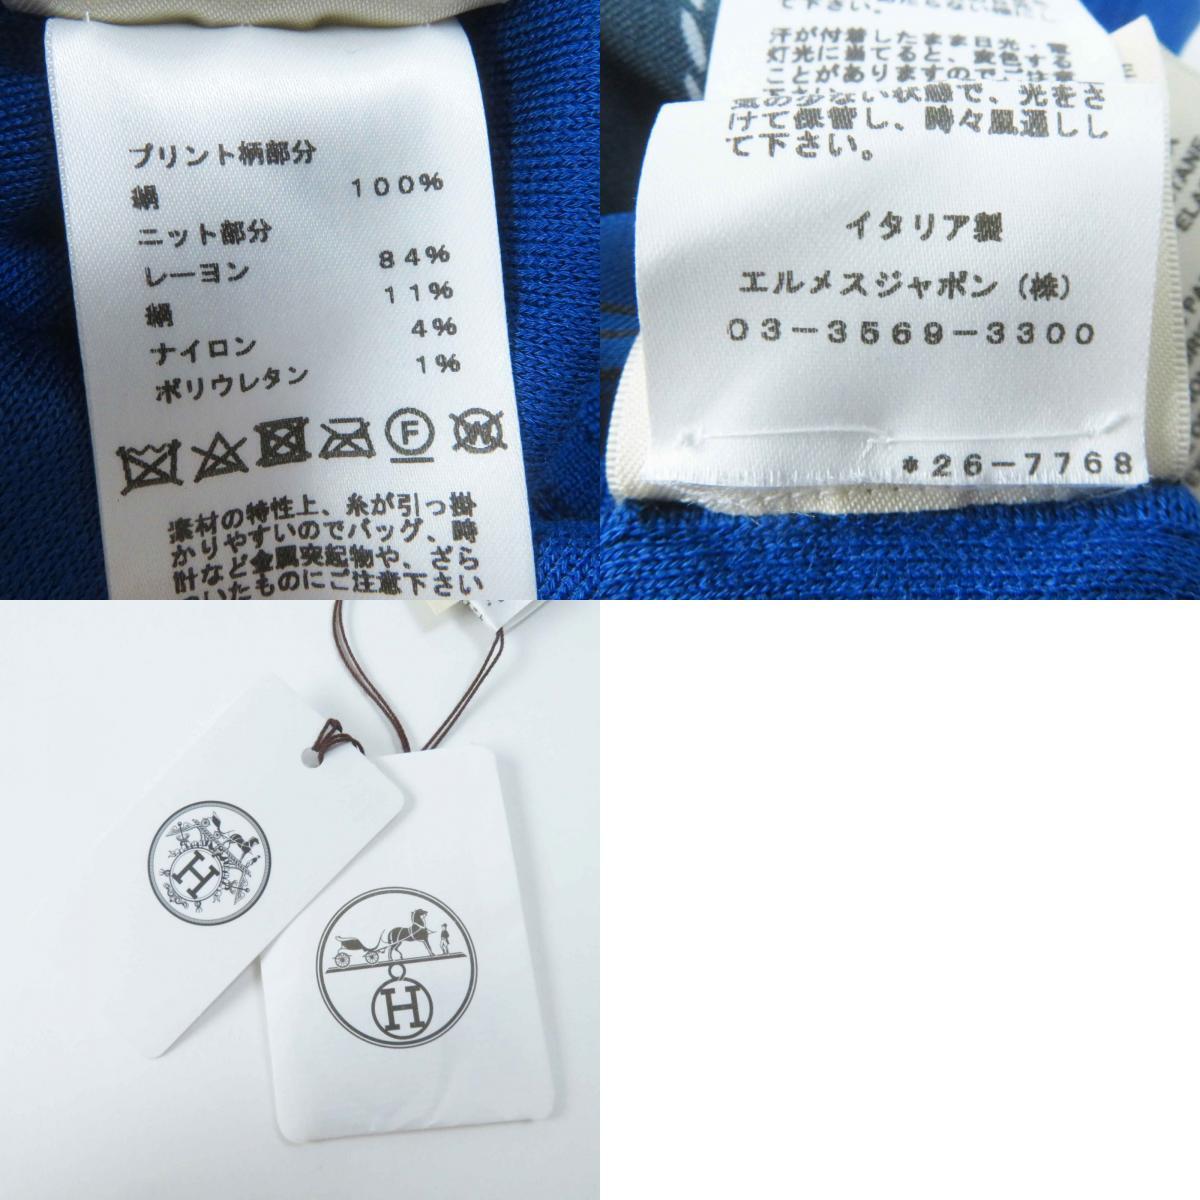 プリント柄部分
絹 100%
ニット部分
レーヨン 84%
絹 11%
ナイロン 4%
ポリウレタン 1%
F W
素材の特性上、糸が引っ掛
かりやすいのでバッグ、時
計など金属突起物や、ざら
ついたものにご注意下さい
て下さい。
汗が付着したまま日光・電
灯光に当てると、変色する
ことがありますのでご注意
気の少ない状態で、光をさ
けて保管し、時々風通しし
て下さい。
イタリア製
エルメスジャポン（株）
03-3569-3300
*26-7768
H
H